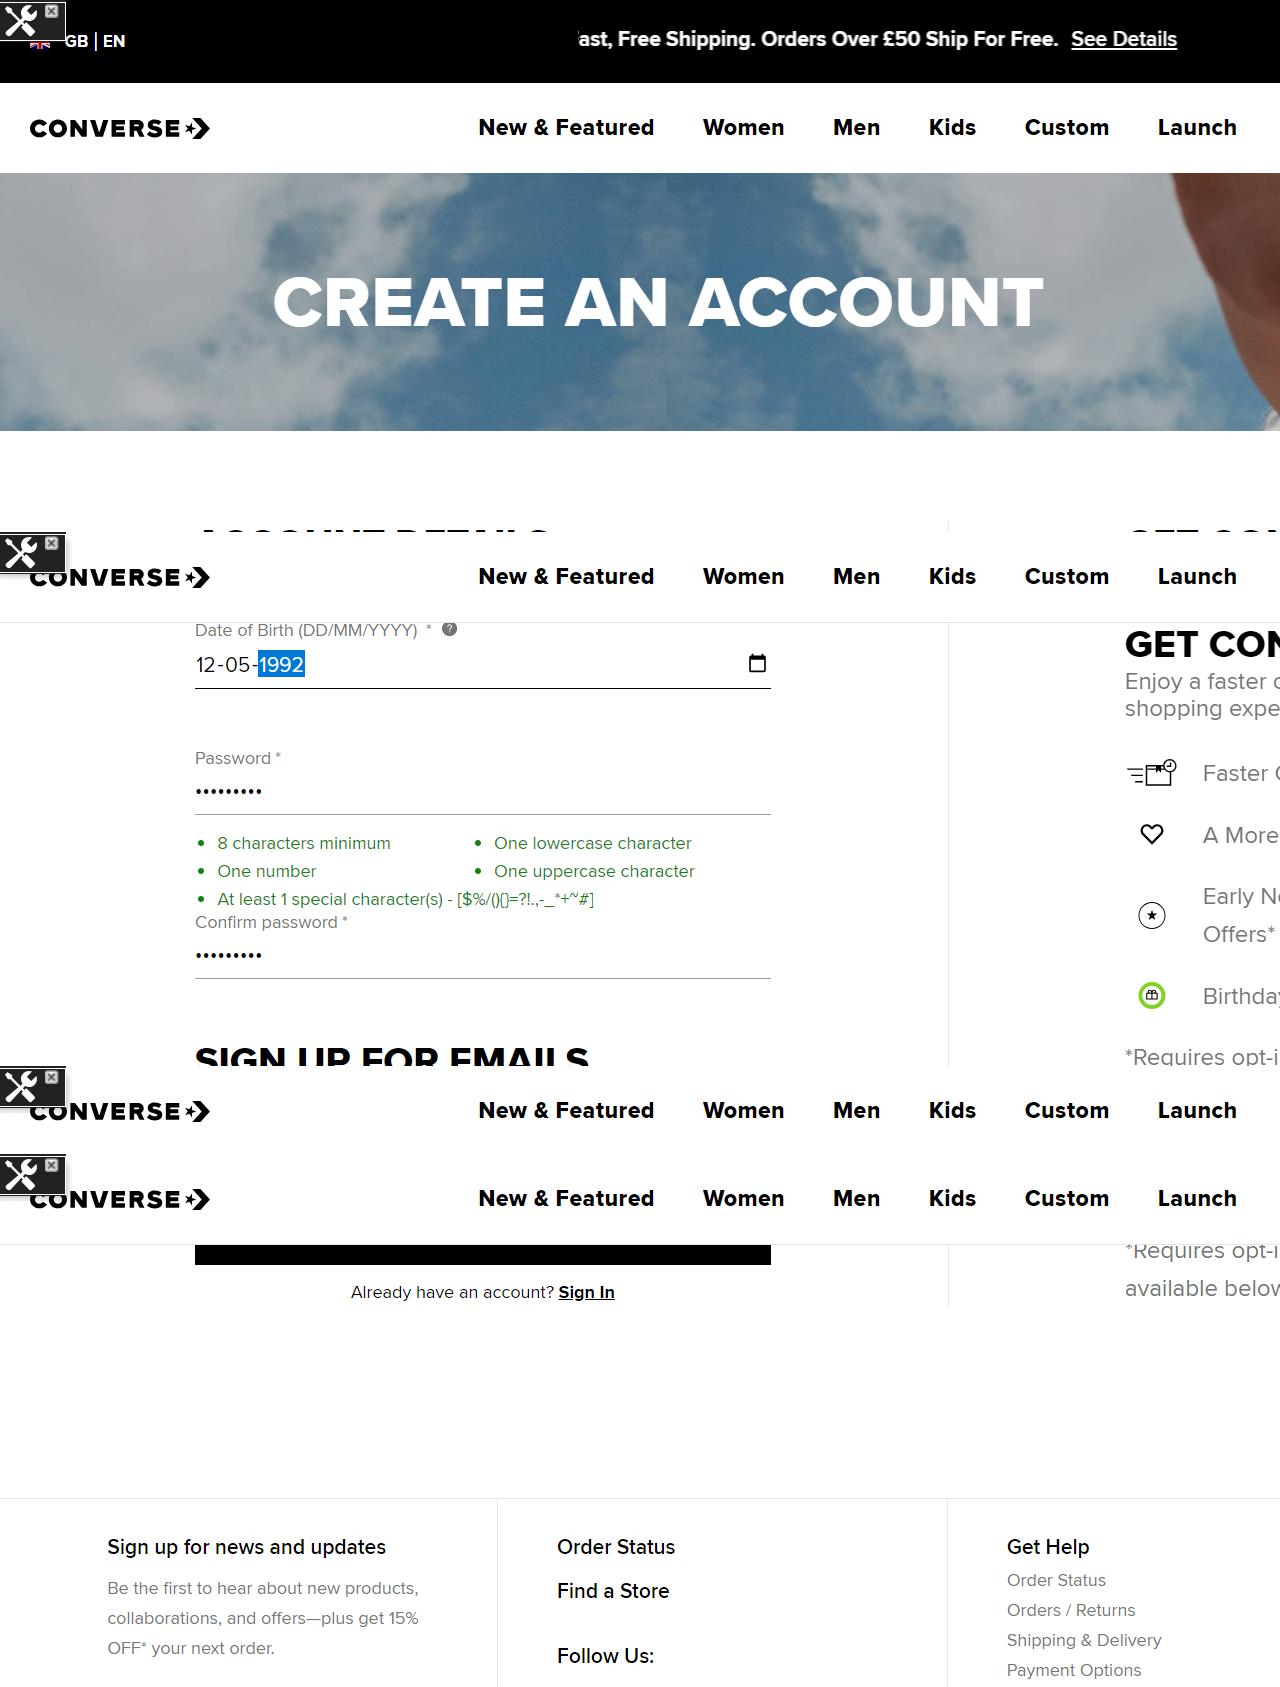 GB | EN
ast, Free Shipping. Orders Over £50 Ship For Free. See Details
CONVERSE
New & Featured Women Men Kids Custom Launch
CREATE AN ACCOUNT
ACCOUNT DETAILS
GET CON
CONVERSE
New & Featured Women Men Kids Custom Launch
Date of Birth (DD/MM/YYYY) * ?
12-05-1992
Password *
•••••••••
• 8 characters minimum
• One lowercase character
• One number
• One uppercase character
• At least 1 special character(s) - [$%/(){}=?!.,-_*+~#]
Confirm password *
•••••••••
SIGN UP FOR EMAILS
GET CON
Enjoy a faster
shopping expe
Faster
A More
Early
Offers*
Birthday
*Requires opt-i
CONVERSE
New & Featured Women Men Kids Custom Launch
CONVERSE
New & Featured Women Men Kids Custom Launch
*Requires opt-i
available below
Already have an account? Sign In
Sign up for news and updates
Be the first to hear about new products,
collaborations, and offers—plus get 15%
OFF* your next order.
Order Status
Find a Store
Follow Us:
Get Help
Order Status
Orders / Returns
Shipping & Delivery
Payment Options